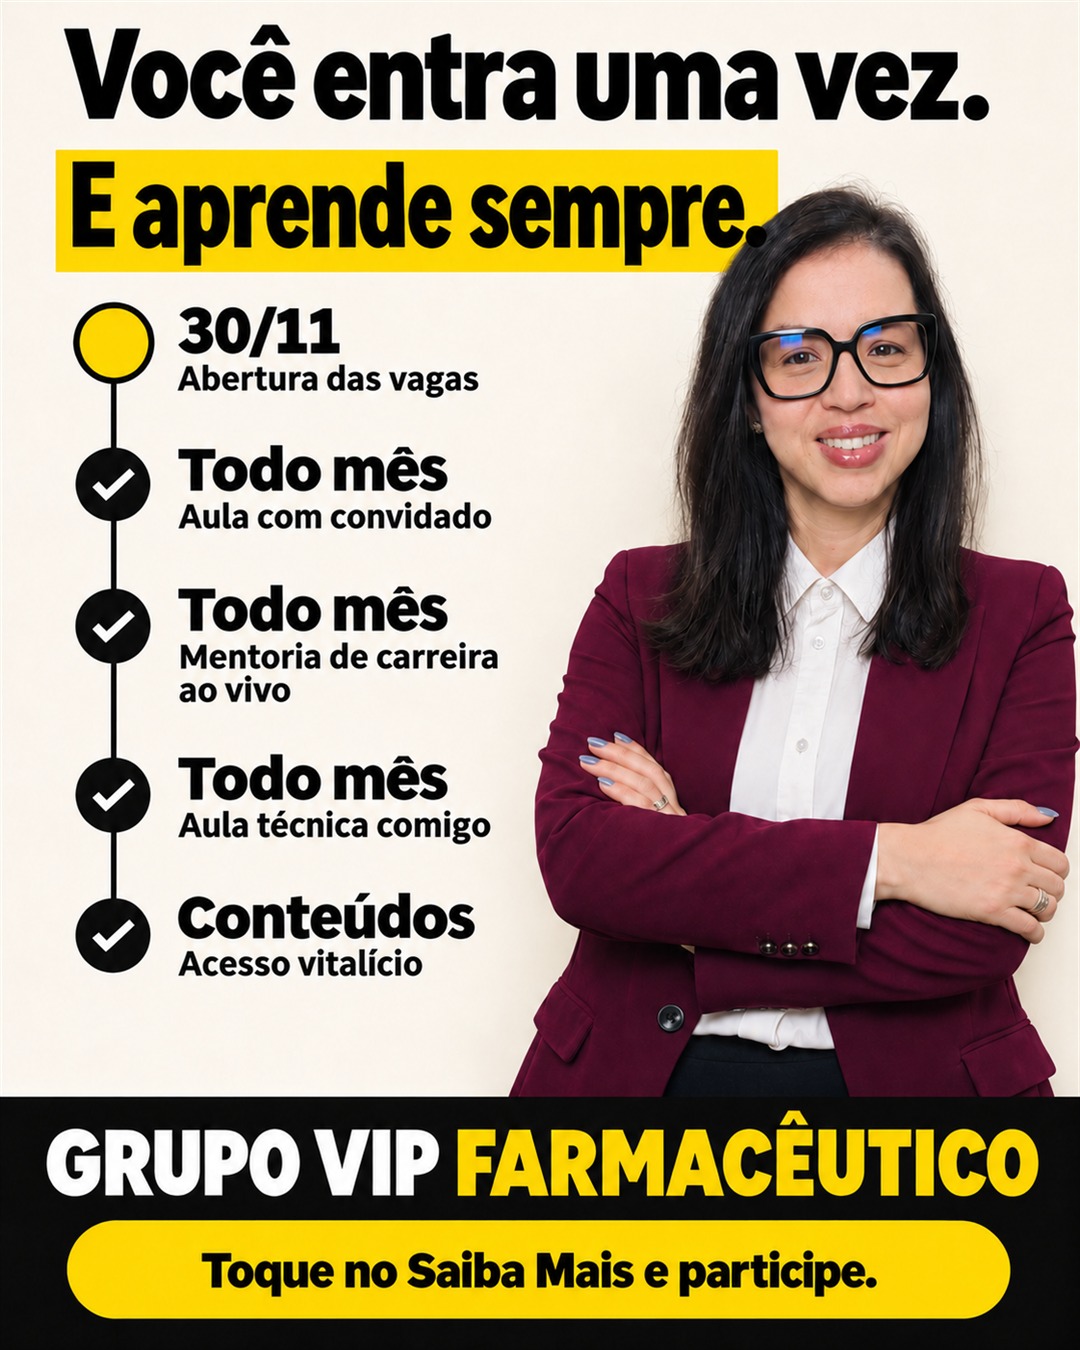 Você entra uma vez.
E aprende sempre.
30/11
Abertura das vagas
Todo mês
Aula com convidado
Todo mês
Mentoria de carreira
ao vivo
Todo mês
Aula técnica comigo
Conteúdos
Acesso vitalício
GRUPO VIP FARMACÊUTICO
Toque no Saiba Mais e participe.